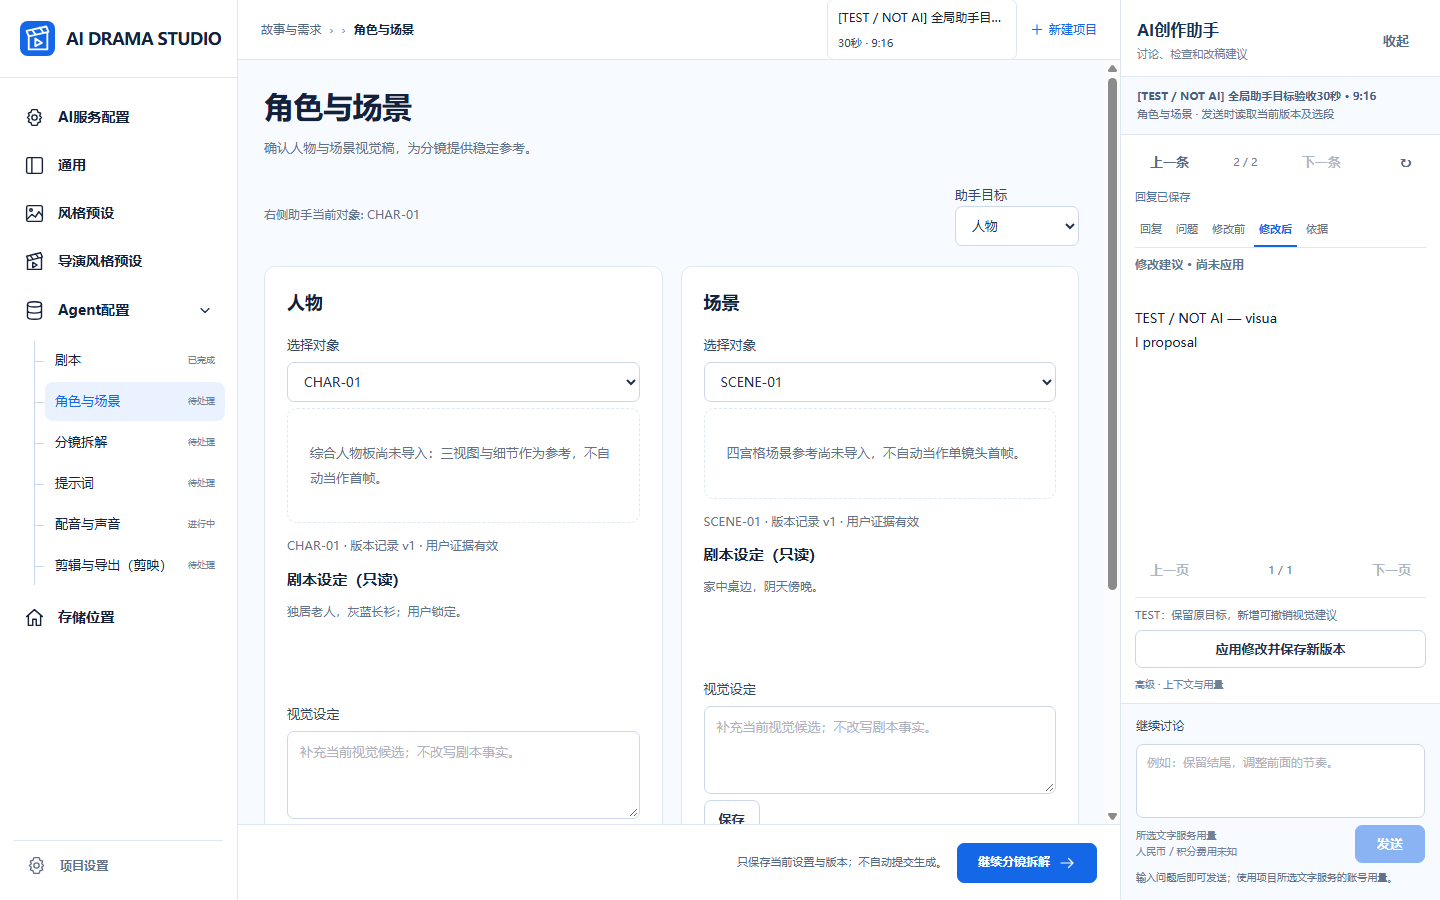 AI DRAMA STUDIO
AI服务配置
通用
风格预设
导演风格预设
Agent配置
剧本 已完成
角色与场景 待处理
分镜拆解 待处理
提示词 待处理
配音与声音 进行中
剪辑与导出（剪映） 待处理
存储位置
项目设置
故事与需求 › › 角色与场景
[TEST / NOT AI] 全局助手目...
30秒 · 9:16
新建项目
角色与场景
确认人物与场景视觉稿，为分镜提供稳定参考。
右侧助手当前对象: CHAR-01
助手目标
人物
人物
选择对象
CHAR-01
综合人物板尚未导入：三视图与细节作为参考，不自
动当作首帧。
CHAR-01 · 版本记录 v1 · 用户证据有效
剧本设定（只读）
独居老人，灰蓝长衫；用户锁定。
视觉设定
补充当前视觉候选；不改写剧本事实。
场景
选择对象
SCENE-01
四宫格场景参考尚未导入，不自动当作单镜头首帧。
SCENE-01 · 版本记录 v1 · 用户证据有效
剧本设定（只读）
家中桌边，阴天傍晚。
视觉设定
补充当前视觉候选；不改写剧本事实。
保存
只保存当前设置与版本；不自动提交生成。
继续分镜拆解
AI创作助手
讨论、检查和改稿建议
收起
[TEST / NOT AI] 全局助手目标验收30秒 • 9:16
角色与场景 · 发送时读取当前版本及选段
上一条 2 / 2 下一条
回复已保存
回复 问题 修改前 修改后 依据
修改建议 • 尚未应用
TEST / NOT AI — visua
l proposal
上一页 1 / 1 下一页
TEST：保留原目标，新增可撤销视觉建议
应用修改并保存新版本
高级 · 上下文与用量
继续讨论
例如：保留结尾，调整前面的节奏。
所选文字服务用量
人民币 / 积分费用未知
发送
输入问题后即可发送；使用项目所选文字服务的账号用量。